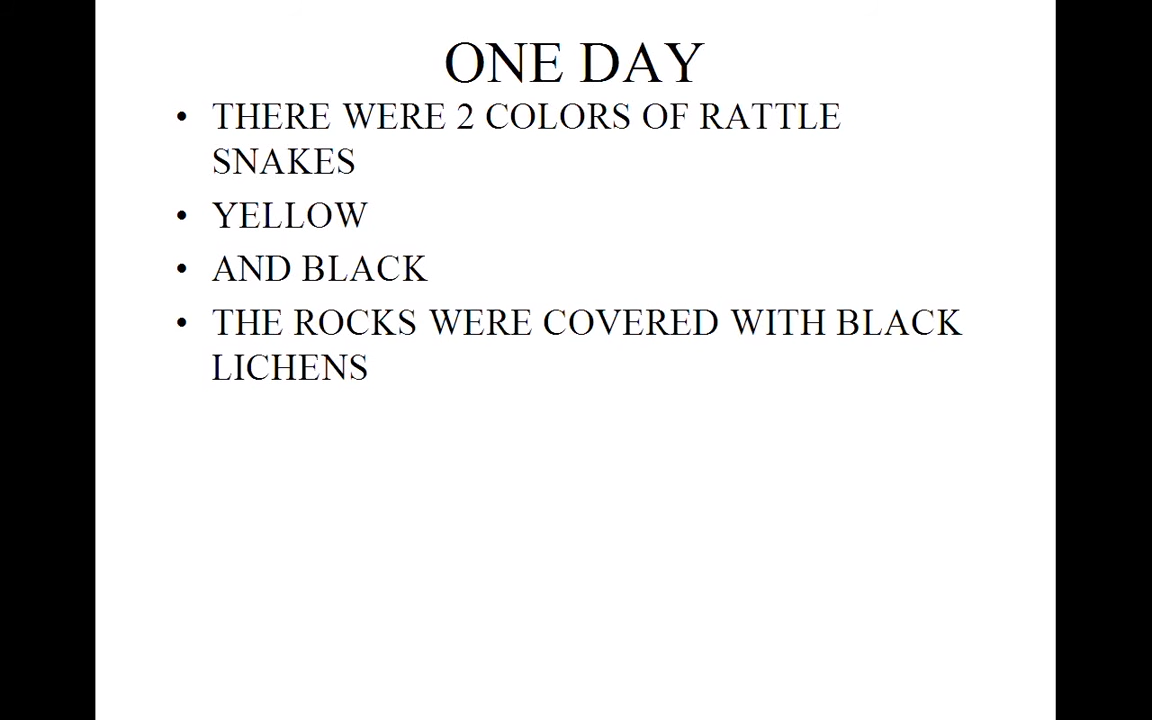 ONE DAY
• THERE WERE 2 COLORS OF RATTLE
SNAKES
• YELLOW
• AND BLACK
• THE ROCKS WERE COVERED WITH BLACK
LICHENS